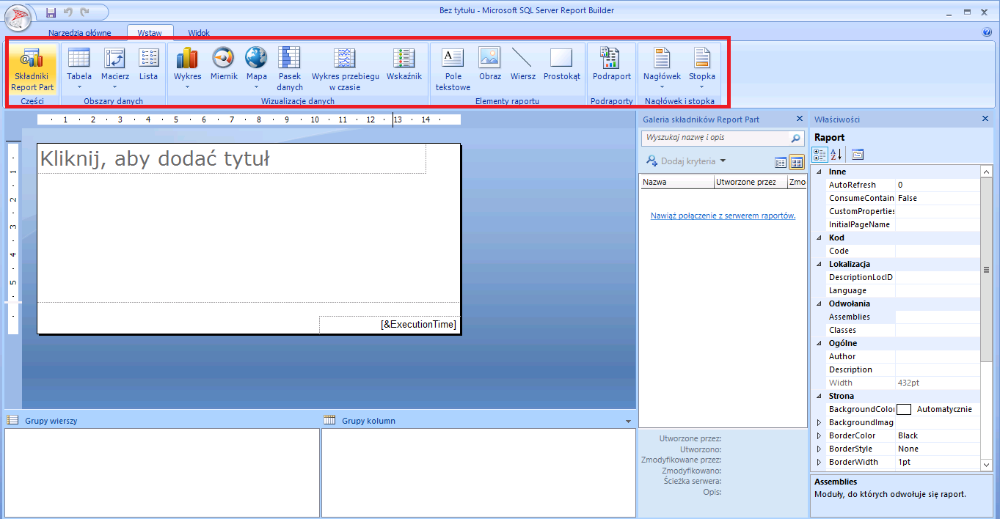 Bez tytułu - Microsoft SQL Server Report Builder
Narzędzia główne Wstaw Widok
Składniki Report Part
Części
Tabela Macierz Lista
Obszary danych
Wykres Miernik Mapa Pasek danych Wykres przebiegu w czasie Wskaźnik
Wizualizacje danych
A
Pole tekstowe Obraz Wiersz Prostokąt
Elementy raportu
Podraport
Podraporty
Nagłówek Stopka
Nagłówek i stopka
1 2 3 4 5 6 7 8 9 10 11 12 13 14
1
2
3
4
5
Kliknij, aby dodać tytuł
[&ExecutionTime]
Grupy wierszy
Grupy kolumn
Galeria składników Report Part
Wyszukaj nazwę i opis
Dodaj kryteria
Nazwa Utworzone przez Zmo
Nawiąż połączenie z serwerem raportów.
Utworzone przez:
Utworzono:
Zmodyfikowane przez:
Zmodyfikowano:
Ścieżka serwera:
Opis:
Właściwości
Raport
Inne
AutoRefresh 0
ConsumeContain False
CustomProperties
InitialPageName
Kod
Code
Lokalizacja
DescriptionLocID
Language
Odwołania
Assemblies
Classes
Ogólne
Author
Description
Width 432pt
Strona
BackgroundColor Automatycznie
BackgroundImag
BorderColor Black
BorderStyle None
BorderWidth 1pt
Assemblies
Moduły, do których odwołuje się raport.